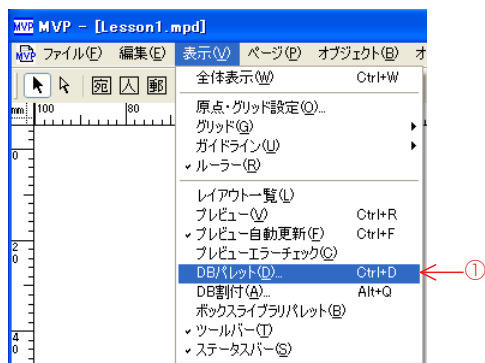 MVP MVP - [Lesson1.mpd]
MVP ファイル(F) 編集(E) 表示(V) ページ(P) オブジェクト(B) オ
宛 人 郵
全体表示(W) Ctrl+W
mm 100 80
原点・グリッド設定(O)...
グリッド(G)
ガイドライン(U)
0
✓ ルーラー(R)
レイアウト一覧(L)
プレビュー(V) Ctrl+R
✓ プレビュー自動更新(F) Ctrl+F
20
プレビューエラーチェック(C)
DBパレット(D)... Ctrl+D ①
DB割付(A)... Alt+Q
ボックスライブラリパレット(B)
✓ ツールバー(T)
40
✓ ステータスバー(S)